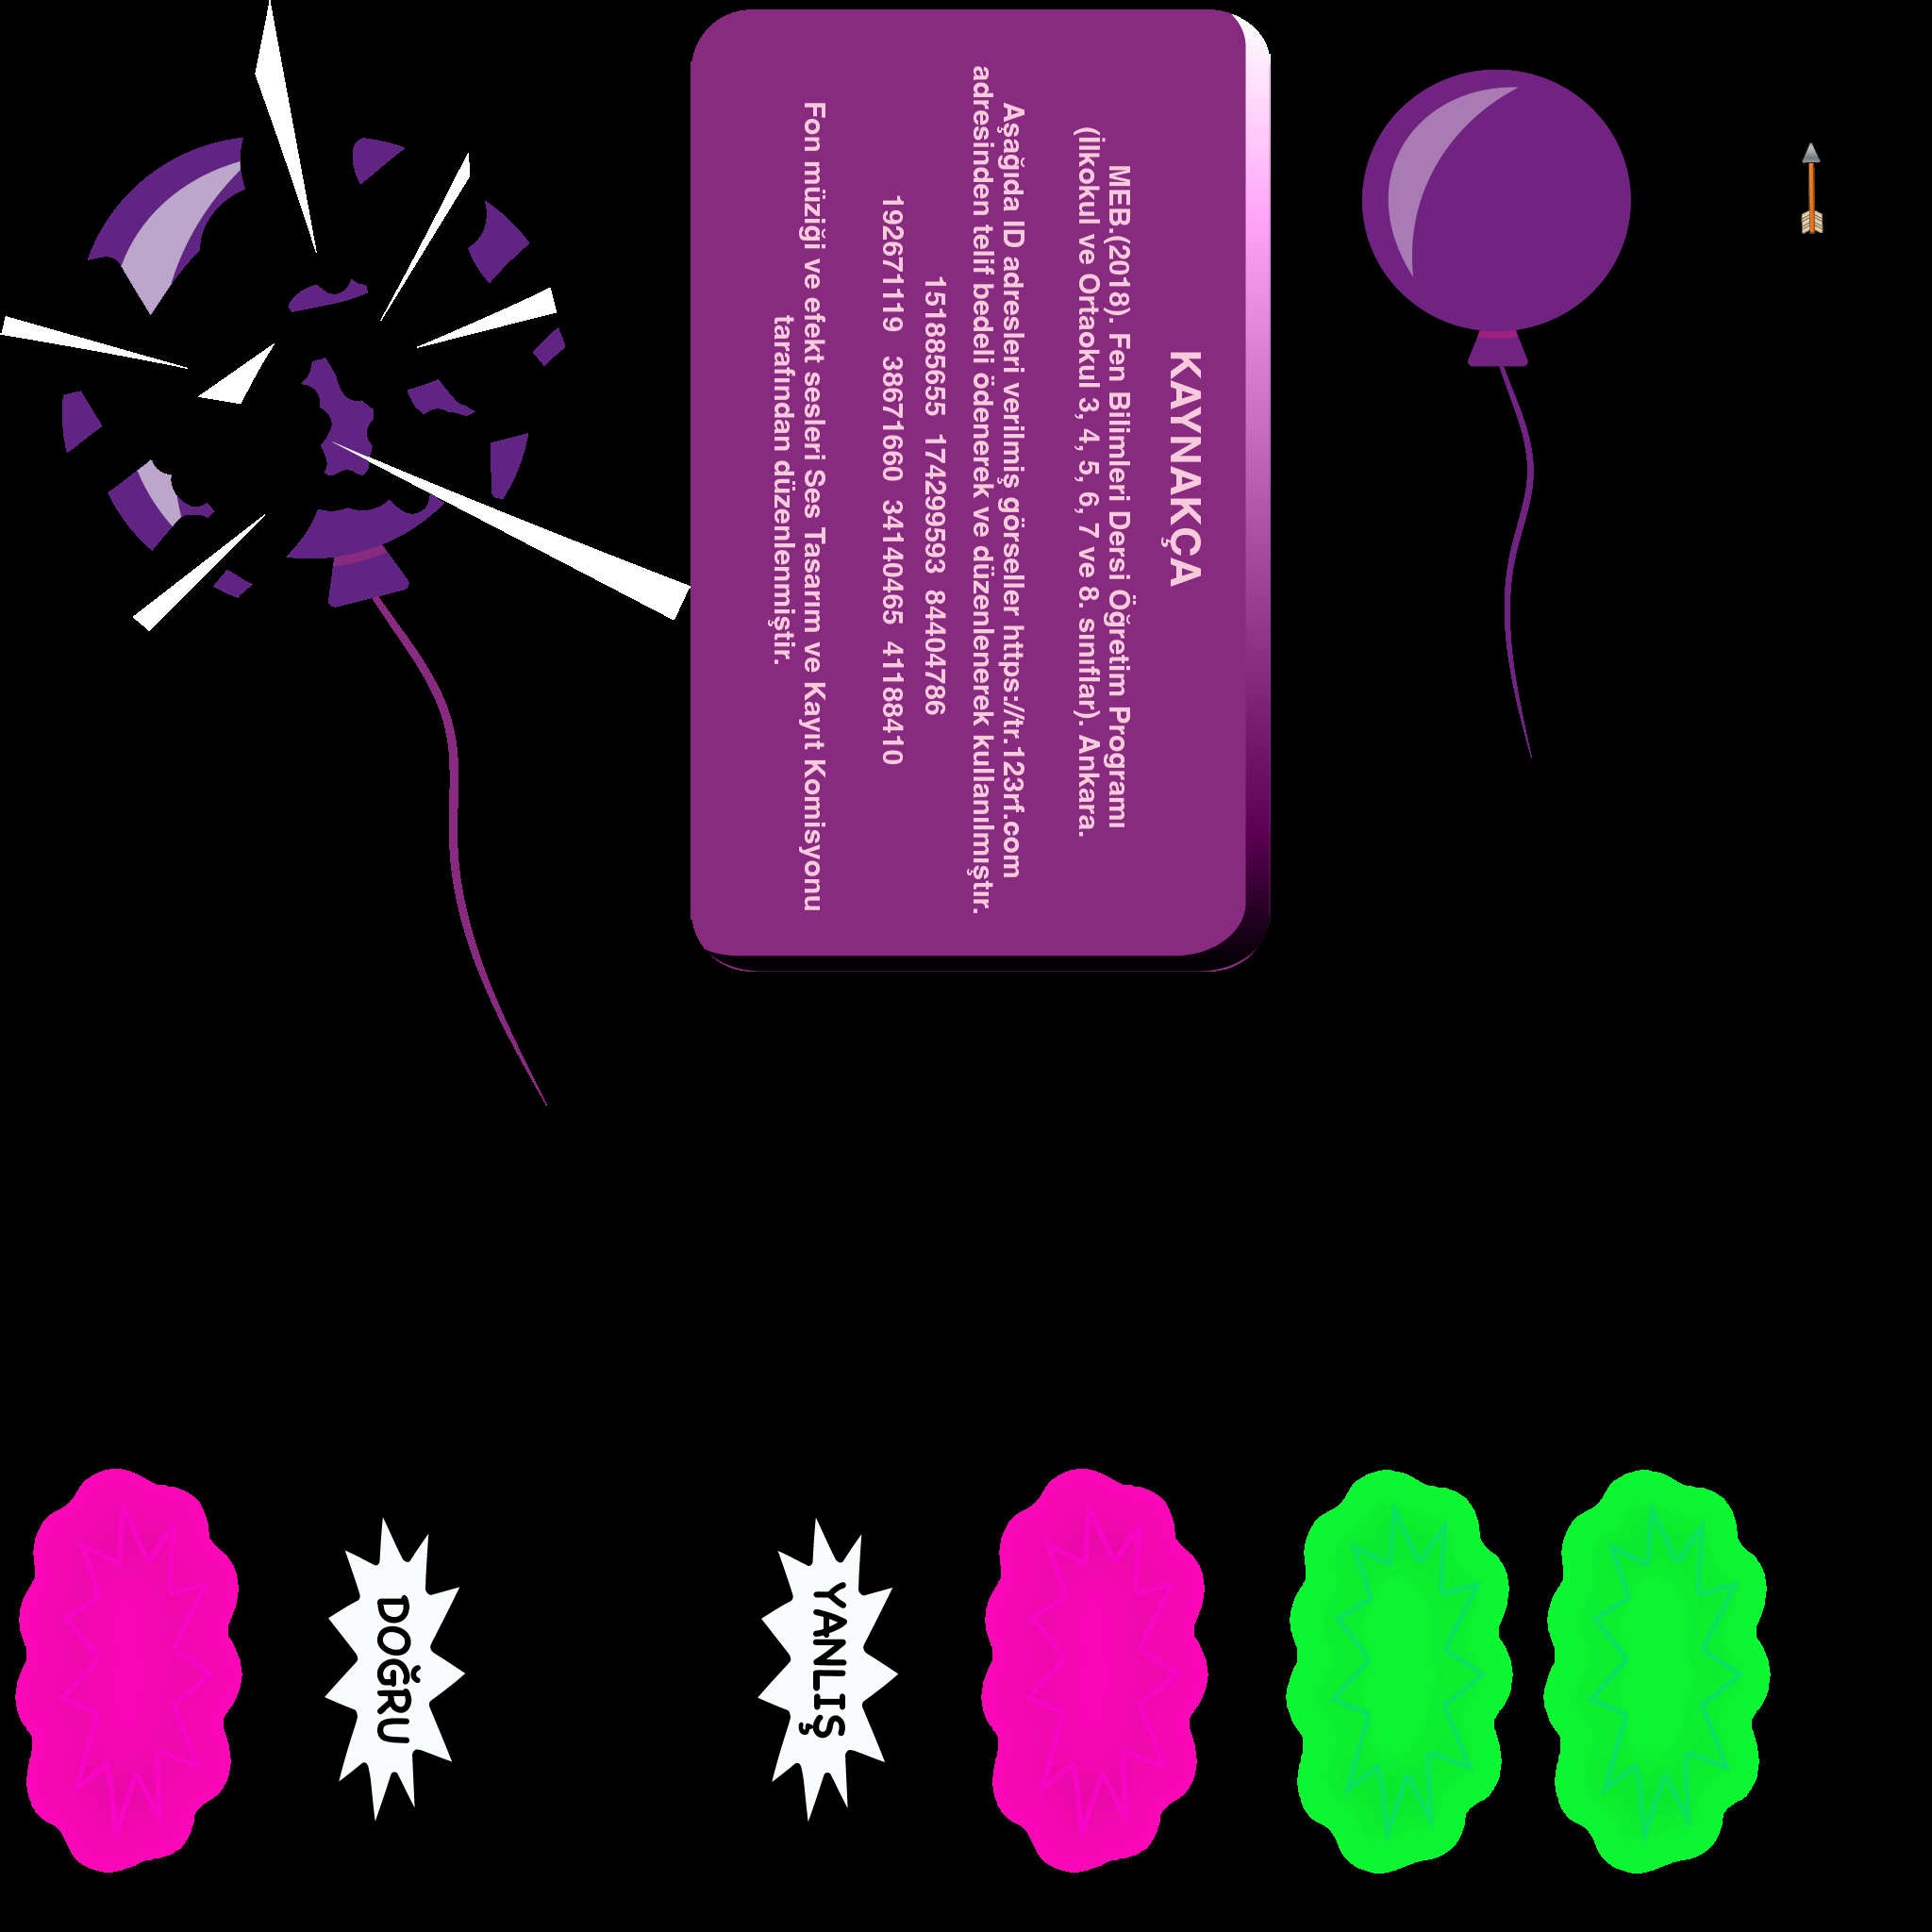 KAYNAKÇA
MEB.(2018). Fen Bilimleri Dersi Öğretim Programı
(İlkokul ve Ortaokul 3, 4, 5, 6, 7 ve 8. sınıflar). Ankara.
Aşağıda ID adresleri verilmiş görseller https://tr.123rf.com
adresinden telif bedeli ödenerek ve düzenlenerek kullanılmıştır.
151885655 174299593 84404786
192671119 38671660 34140465 41188410
Fon müziği ve efekt sesleri Ses Tasarım ve Kayıt Komisyonu
tarafından düzenlenmiştir.
DOĞRU
YANLIŞ